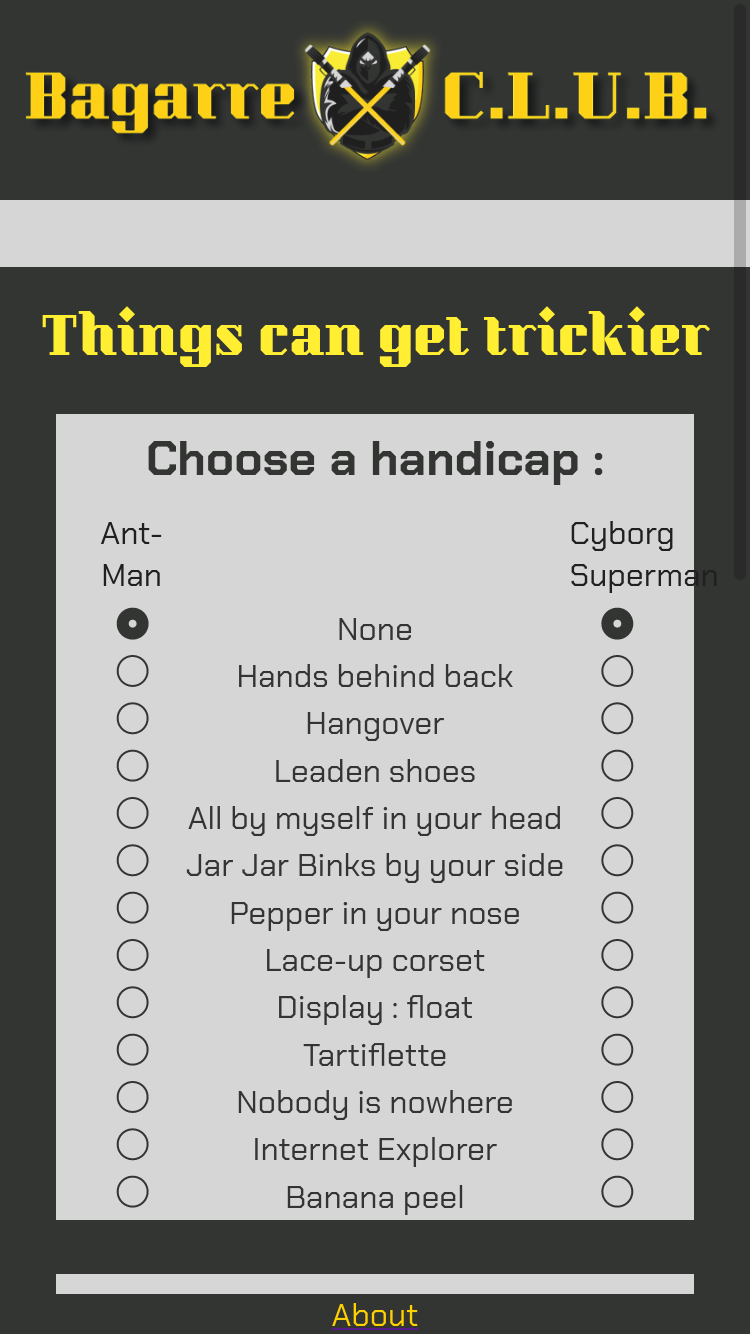 Bagarre C.L.U.B.
Things can get trickier
Choose a handicap :
Ant-
Man
Cyborg
Superman
None
Hands behind back
Hangover
Leaden shoes
All by myself in your head
Jar Jar Binks by your side
Pepper in your nose
Lace-up corset
Display : float
Tartiflette
Nobody is nowhere
Internet Explorer
Banana peel
About